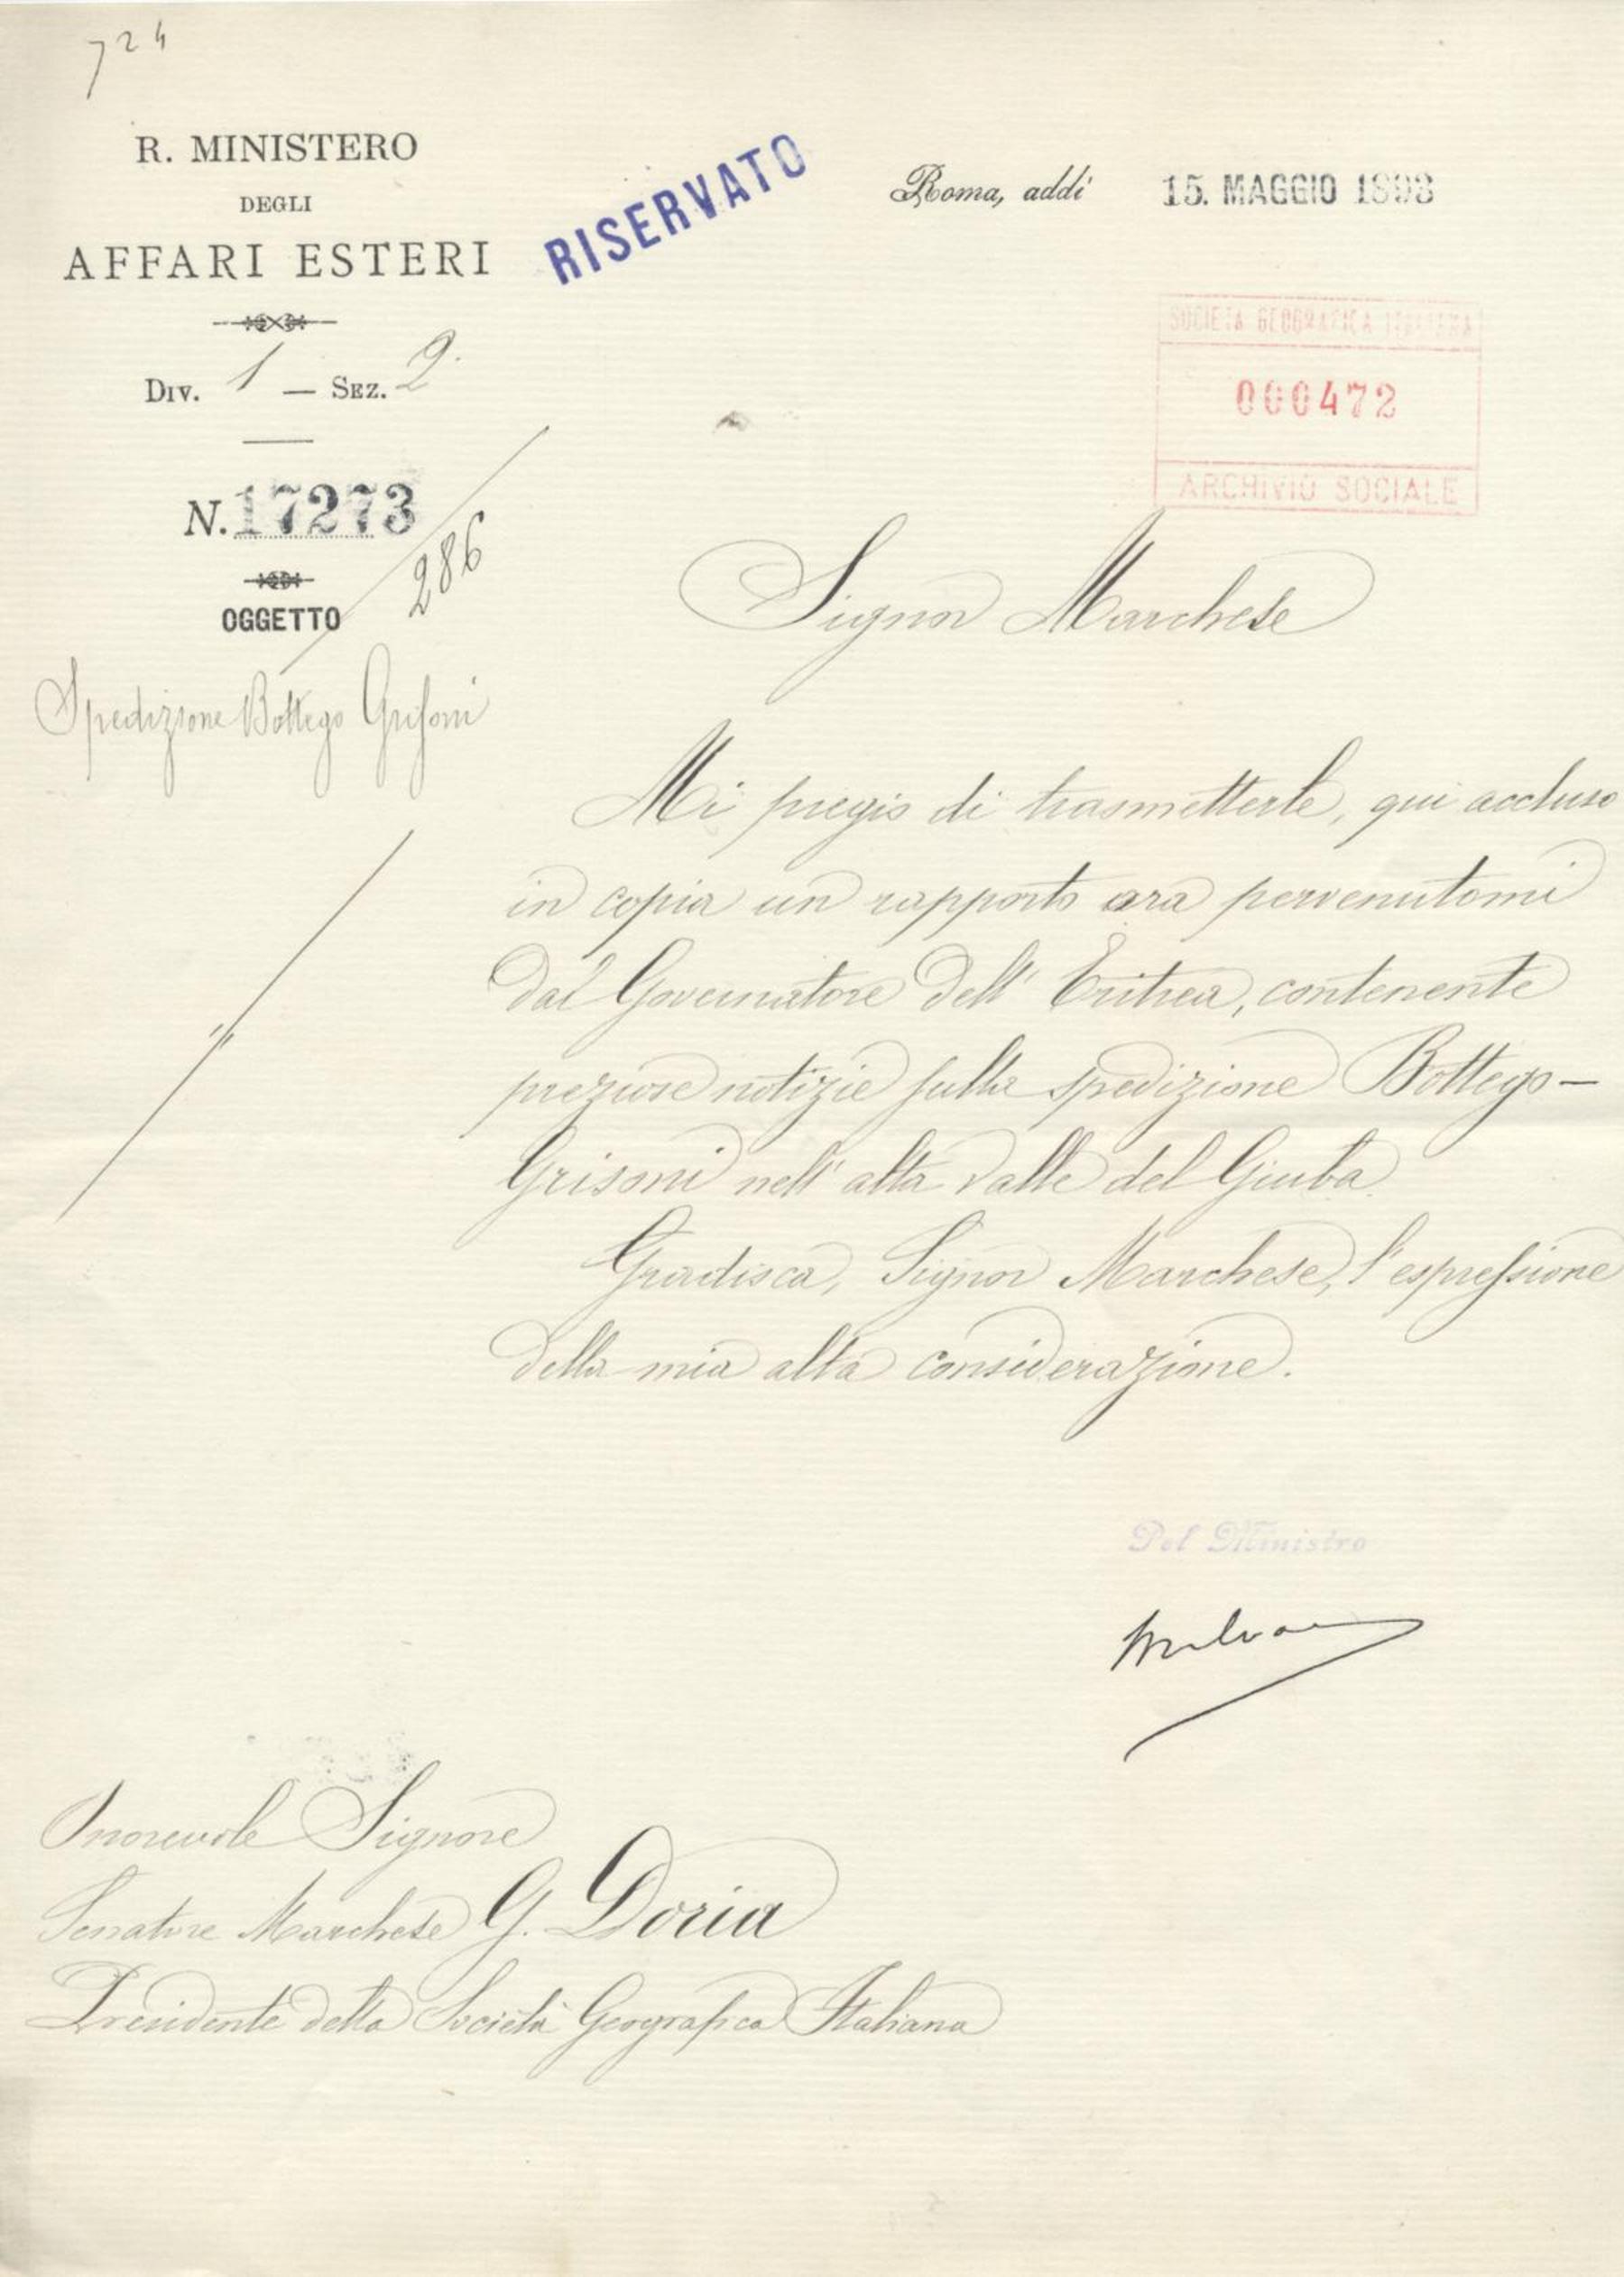 724
R. MINISTERO
DEGLI
AFFARI ESTERI
RISERVATO
Roma, addì 15. MAGGIO 1893
Div. 1 — Sez. 2.
SOCIETÀ GEOGRAFICA ITALIANA
000472
ARCHIVIO SOCIALE
N. 17273
286
OGGETTO
Spedizione Bottego Grisoni
Signor Marchese
Mi pregio di trasmetterle, qui accluso
in copia un rapporto ora pervenutomi
dal Governatore dell' Eritrea, contenente
preziose notizie sulla spedizione Bottego—
Grisoni nell' alta valle del Giuba.
Gradisca, Signor Marchese, l'espressione
della mia alta considerazione.
Pel Ministro
Onorevole Signore
Senatore Marchese G. Doria
Presidente della Società Geografica Italiana